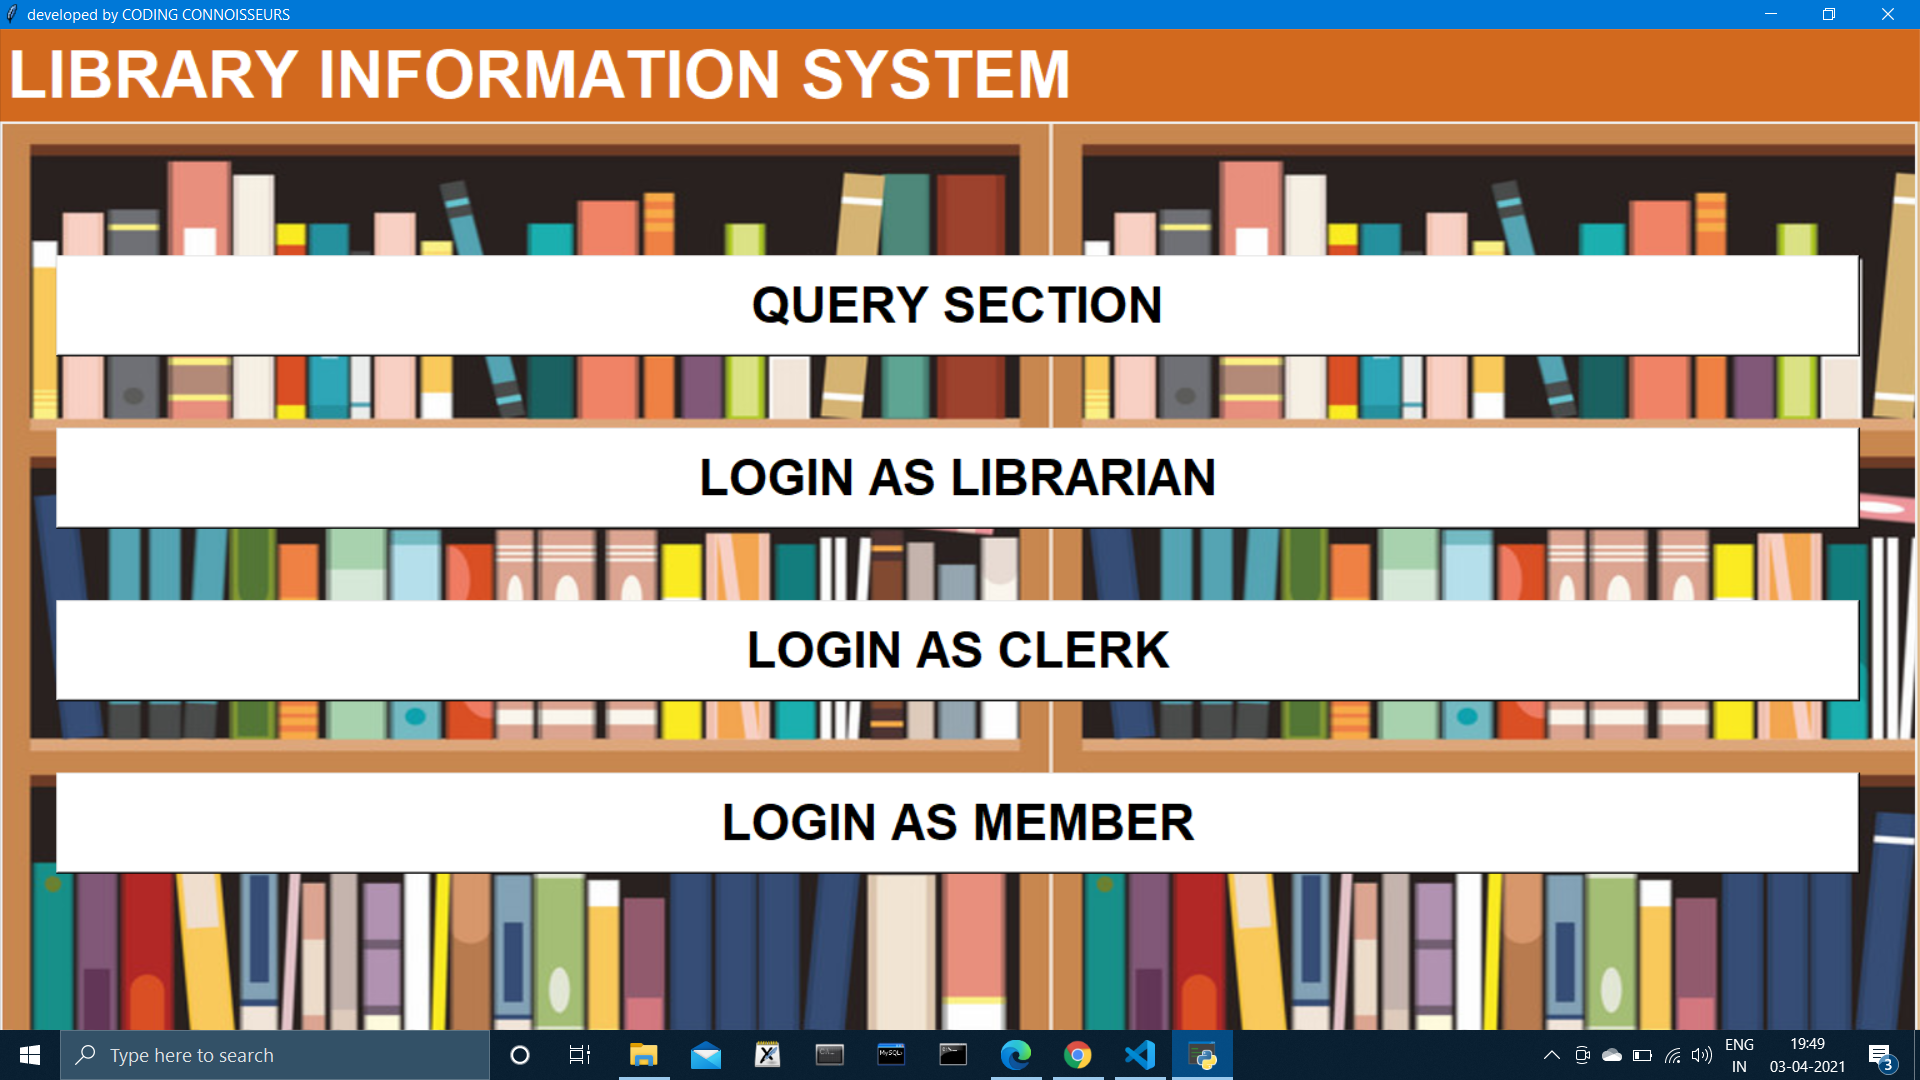 developed by CODING CONNOISSEURS
LIBRARY INFORMATION SYSTEM
QUERY SECTION
LOGIN AS LIBRARIAN
LOGIN AS CLERK
LOGIN AS MEMBER
Type here to search
ENG
IN
19:49
03-04-2021
3